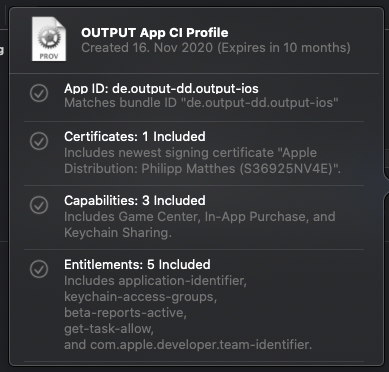 PROV
OUTPUT App CI Profile
Created 16. Nov 2020 (Expires in 10 months)
App ID: de.output-dd.output-ios
Matches bundle ID "de.output-dd.output-ios"
Certificates: 1 Included
Includes newest signing certificate "Apple
Distribution: Philipp Matthes (S36925NV4E)".
Capabilities: 3 Included
Includes Game Center, In-App Purchase, and
Keychain Sharing.
Entitlements: 5 Included
Includes application-identifier,
keychain-access-groups,
beta-reports-active,
get-task-allow,
and com.apple.developer.team-identifier.